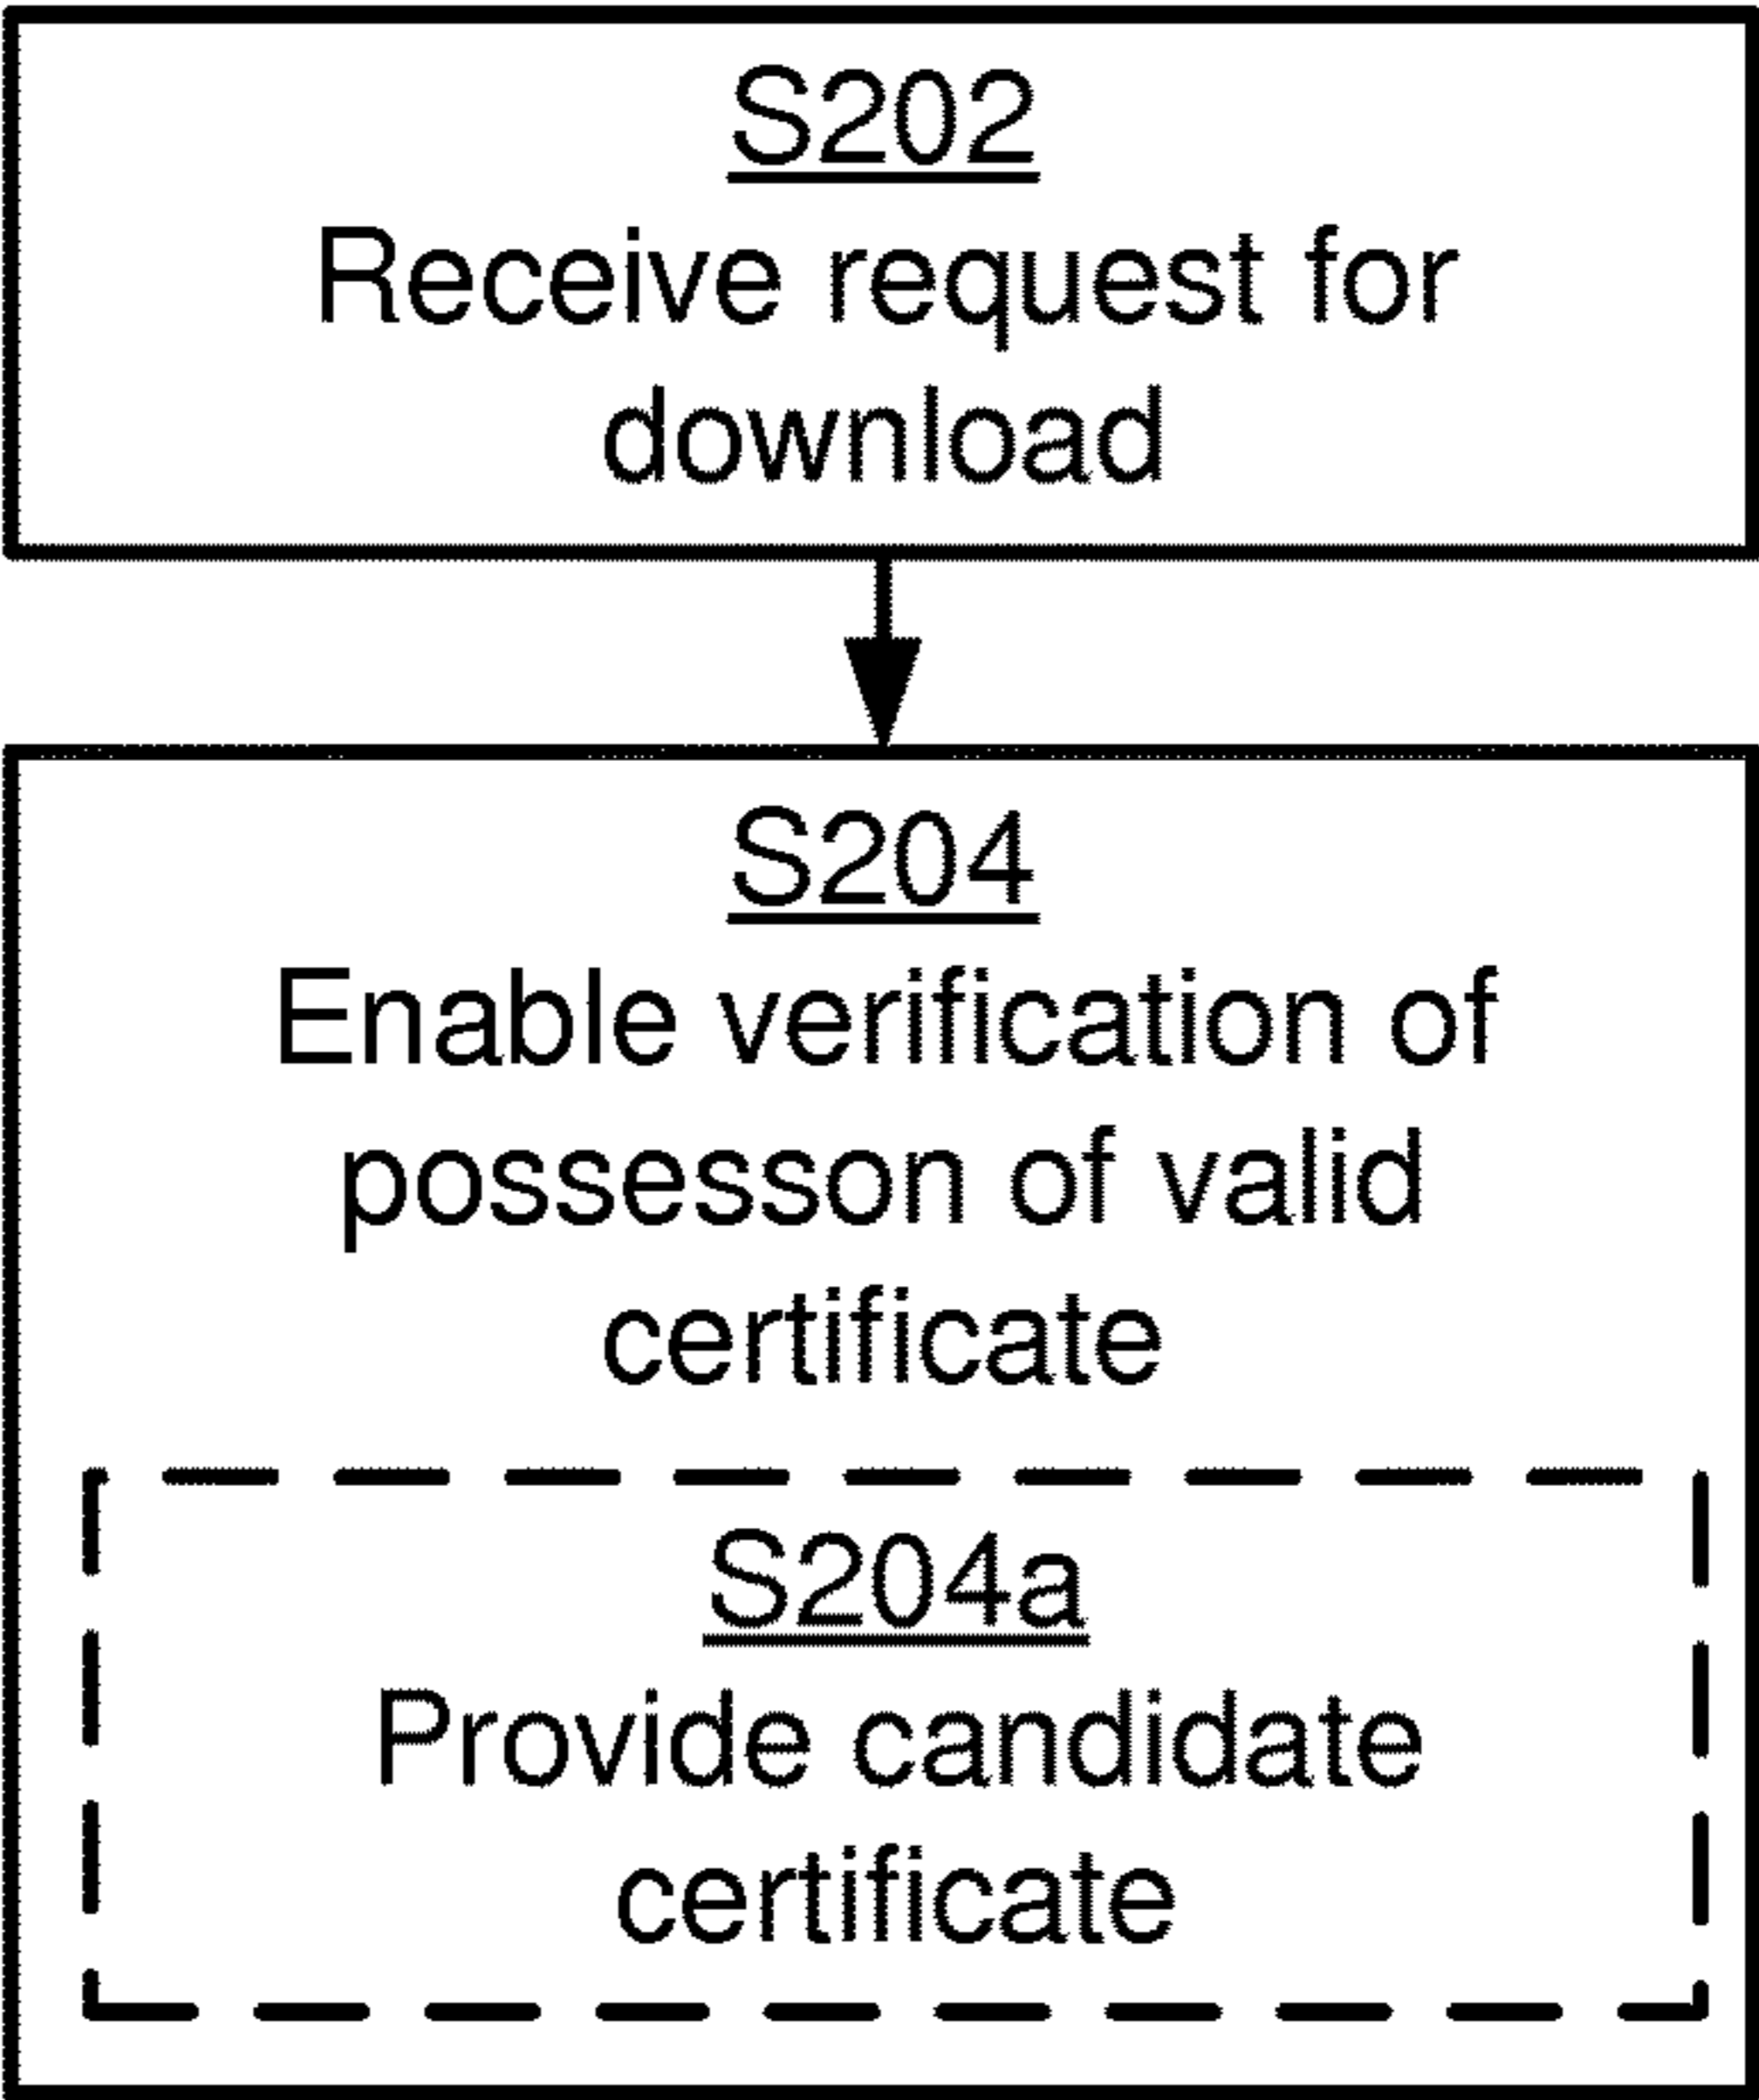 S202
Receive request for
download
S204
Enable verification of
possesson of valid
certificate
S204a
Provide candidate
certificate